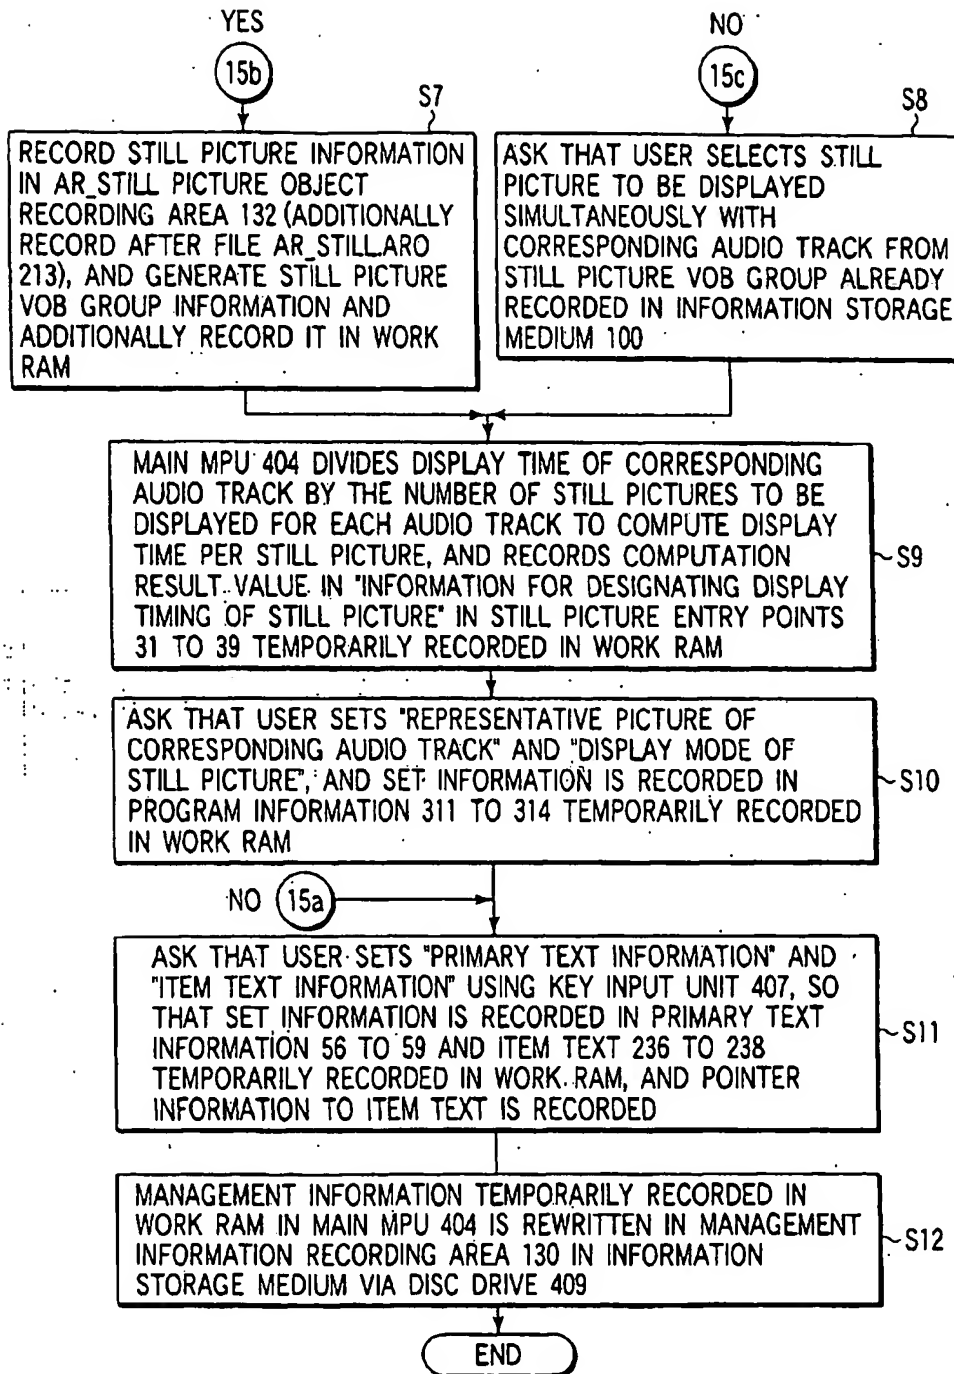 YES
15b
S7
RECORD STILL PICTURE INFORMATION
IN AR_STILL PICTURE OBJECT
RECORDING AREA 132 (ADDITIONALLY
RECORD AFTER FILE AR_STILL.ARO
213), AND GENERATE STILL PICTURE
VOB GROUP INFORMATION AND
ADDITIONALLY RECORD IT IN WORK
RAM
NO
15c
S8
ASK THAT USER SELECTS STILL
PICTURE TO BE DISPLAYED
SIMULTANEOUSLY WITH
CORRESPONDING AUDIO TRACK FROM
STILL PICTURE VOB GROUP ALREADY
RECORDED IN INFORMATION STORAGE
MEDIUM 100
MAIN MPU 404 DIVIDES DISPLAY TIME OF CORRESPONDING
AUDIO TRACK BY THE NUMBER OF STILL PICTURES TO BE
DISPLAYED FOR EACH AUDIO TRACK TO COMPUTE DISPLAY
TIME PER STILL PICTURE, AND RECORDS COMPUTATION
RESULT VALUE IN "INFORMATION FOR DESIGNATING DISPLAY
TIMING OF STILL PICTURE" IN STILL PICTURE ENTRY POINTS
31 TO 39 TEMPORARILY RECORDED IN WORK RAM
S9
ASK THAT USER SETS "REPRESENTATIVE PICTURE OF
CORRESPONDING AUDIO TRACK" AND "DISPLAY MODE OF
STILL PICTURE", AND SET INFORMATION IS RECORDED IN
PROGRAM INFORMATION 311 TO 314 TEMPORARILY RECORDED
IN WORK RAM
S10
NO 15a
ASK THAT USER SETS "PRIMARY TEXT INFORMATION" AND
"ITEM TEXT INFORMATION" USING KEY INPUT UNIT 407, SO
THAT SET INFORMATION IS RECORDED IN PRIMARY TEXT
INFORMATION 56 TO 59 AND ITEM TEXT 236 TO 238
TEMPORARILY RECORDED IN WORK RAM, AND POINTER
INFORMATION TO ITEM TEXT IS RECORDED
S11
MANAGEMENT INFORMATION TEMPORARILY RECORDED IN
WORK RAM IN MAIN MPU 404 IS REWRITTEN IN MANAGEMENT
INFORMATION RECORDING AREA 130 IN INFORMATION
STORAGE MEDIUM VIA DISC DRIVE 409
S12
END